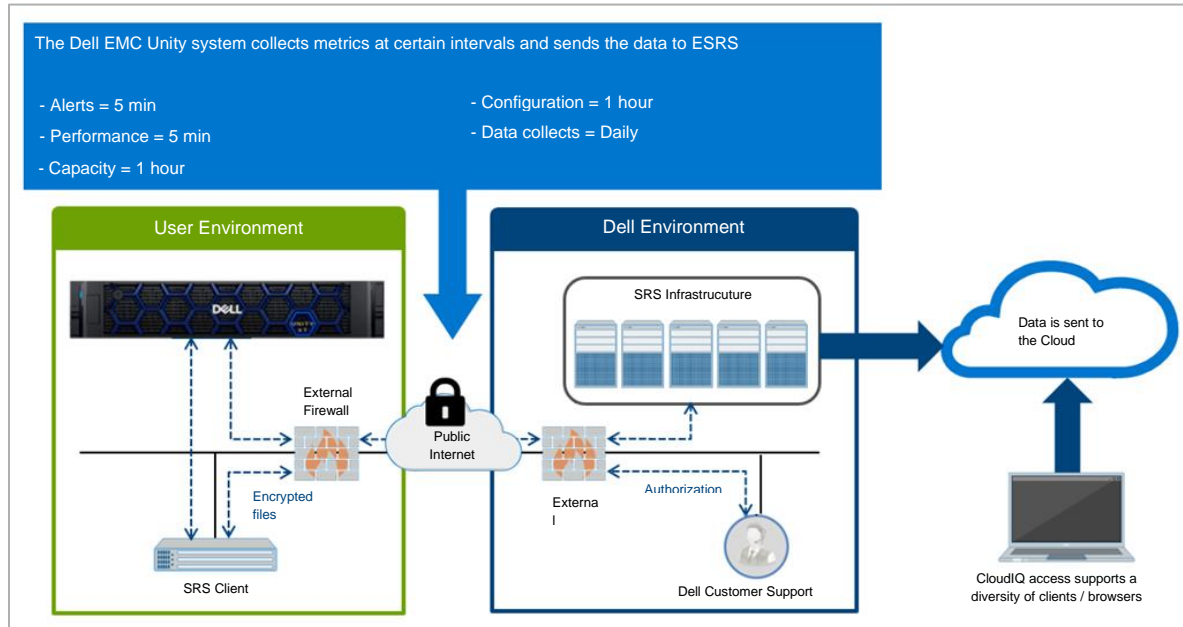 The Dell EMC Unity system collects metrics at certain intervals and sends the data to ESRS
- Alerts = 5 min
- Performance = 5 min
- Capacity = 1 hour
- Configuration = 1 hour
- Data collects = Daily
User Environment
DELL
UNITY
XT
External
Firewall
Encrypted
files
SRS Client
Public
Internet
Dell Environment
SRS Infrastrucuture
Externa
l
Authorization
Dell Customer Support
Data is sent to
the Cloud
CloudIQ access supports a
diversity of clients / browsers